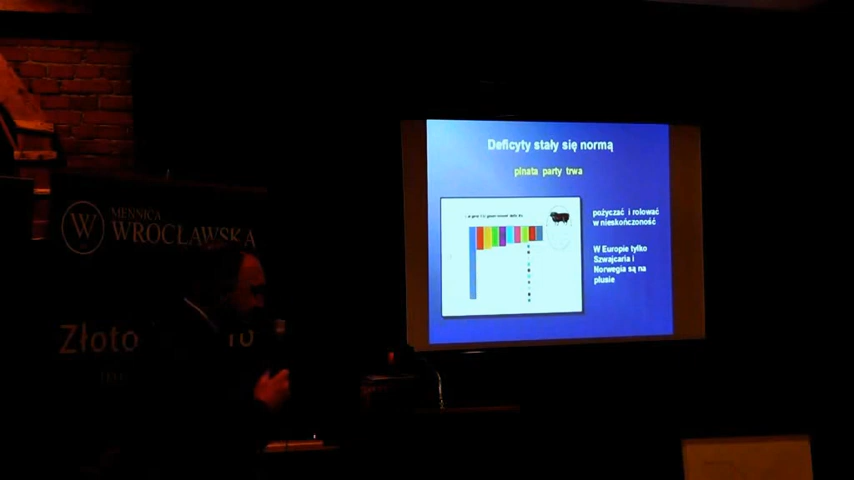 Deficyty stały się normą
pinata party trwa
pożyczać i rolować
w nieskończoność
W Europie tylko
Szwajcaria i
Norwegia są na
plusie
W
MENNICA
WROCŁAWSKA
Złoto